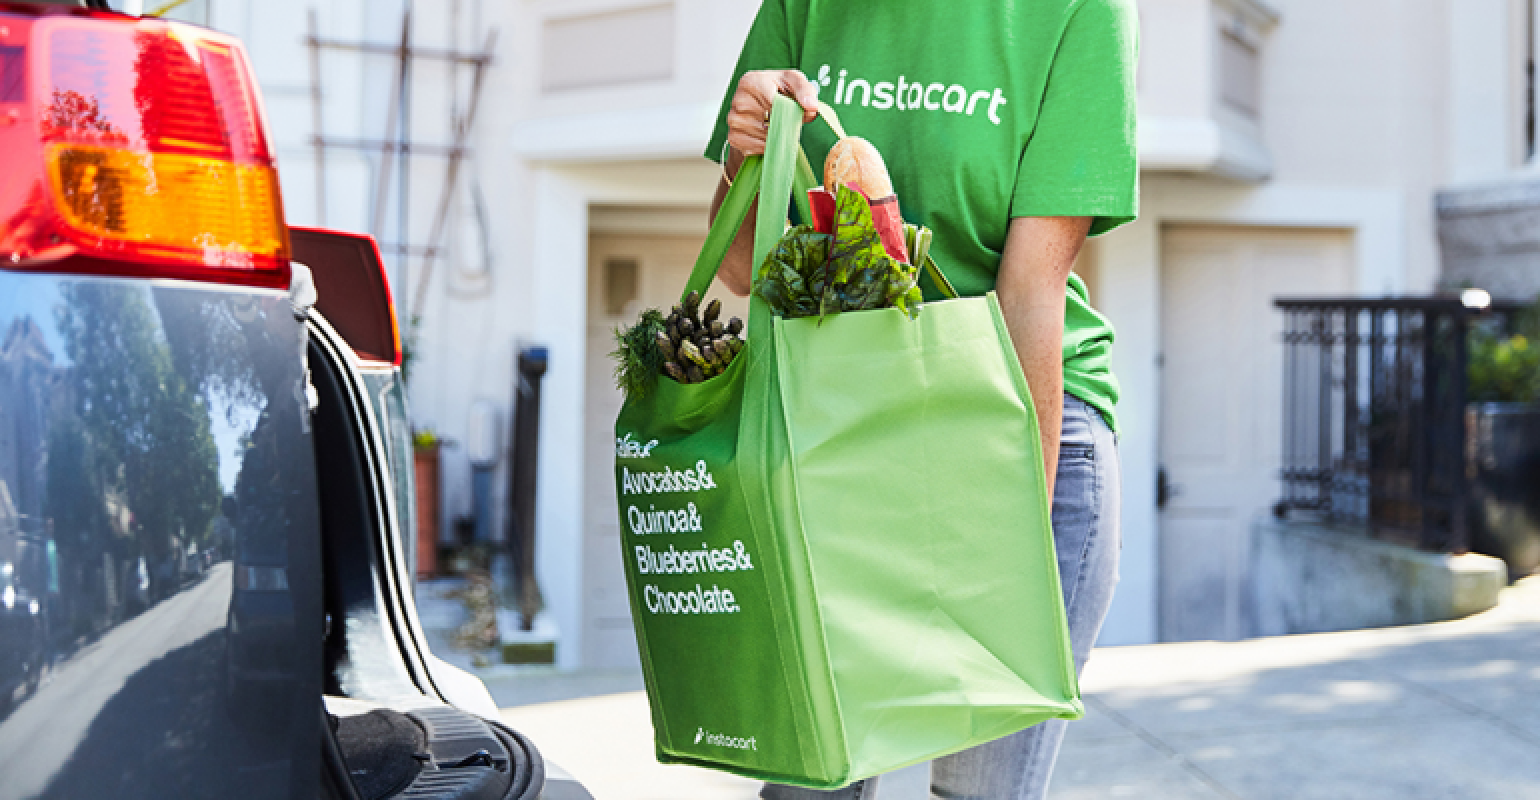 instacart
Avocados&
Quinoa&
Blueberries&
Chocolate.
instacart